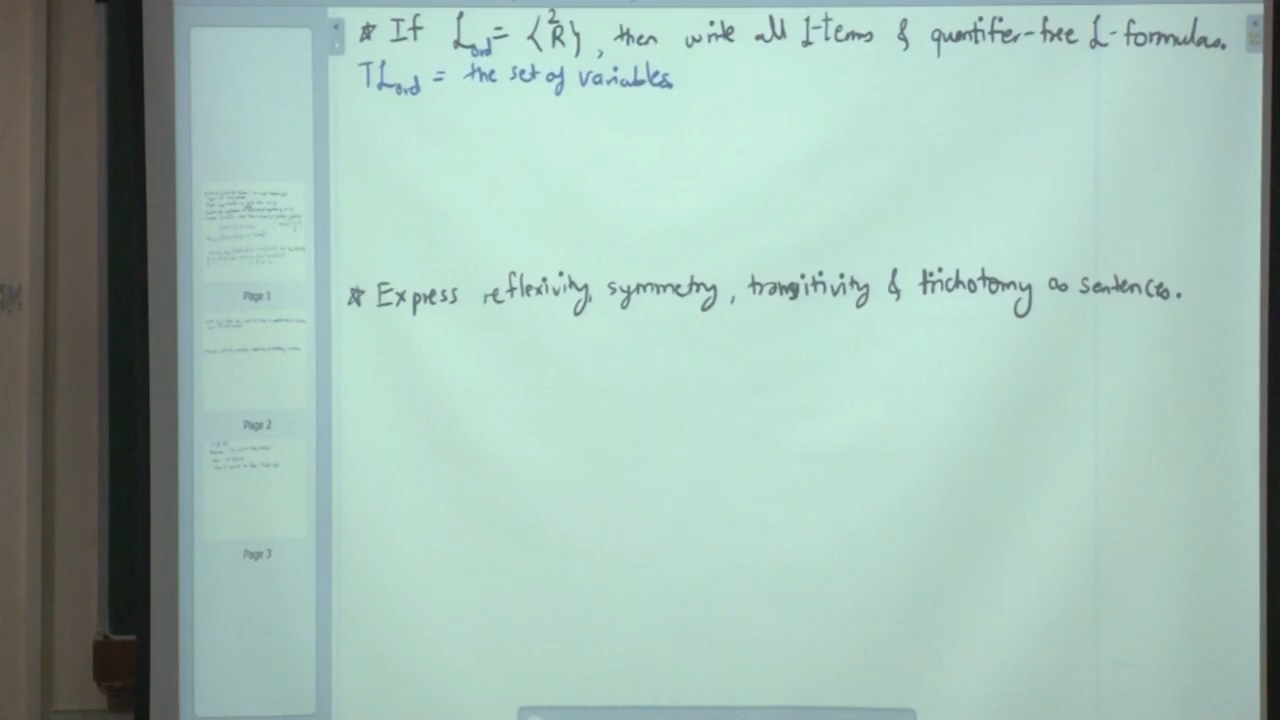 ☆ If L_ord = ⟨R²⟩, then write all L-terms & quantifier-free L-formulas.
TL_ord = the set of variables
☆ Express reflexivity, symmetry, transitivity & trichotomy as sentences.
Page 1
Page 2
Page 3